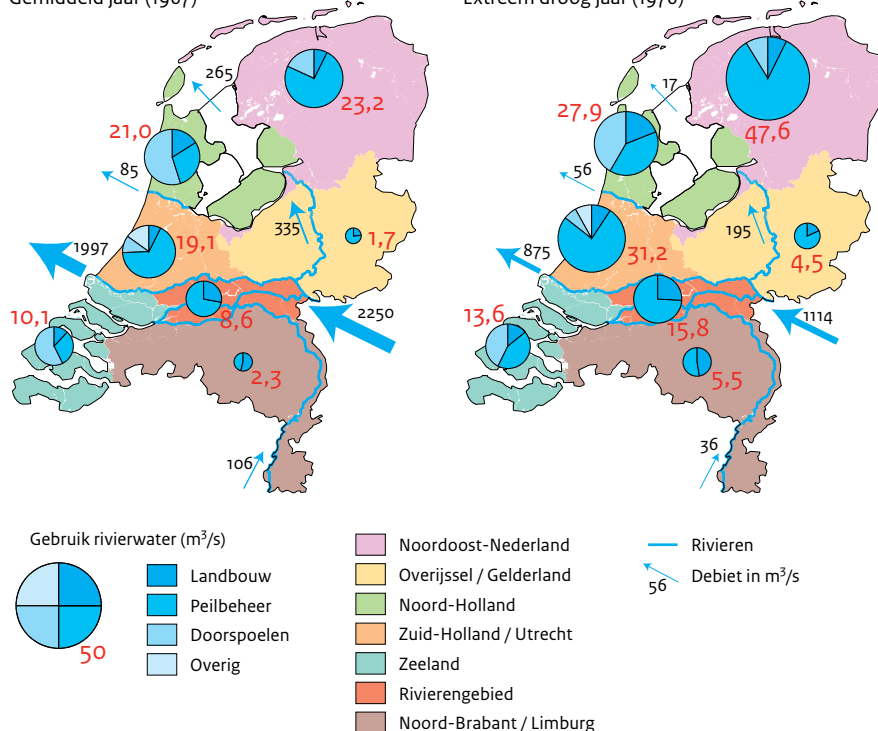 Gemiddeld jaar (1967)
Extreem droog jaar (1976)
265
23,2
21,0
85
19,1
335
1,7
1997
10,1
8,6
2250
2,3
106
17
47,6
27,9
56
31,2
195
4,5
875
13,6
15,8
1114
5,5
36
Gebruik rivierwater (m³/s)
50
Landbouw
Peilbeheer
Doorspoelen
Overig
Noordoost-Nederland
Overijssel / Gelderland
Noord-Holland
Zuid-Holland / Utrecht
Zeeland
Rivierengebied
Noord-Brabant / Limburg
Rivieren
56 Debiet in m³/s